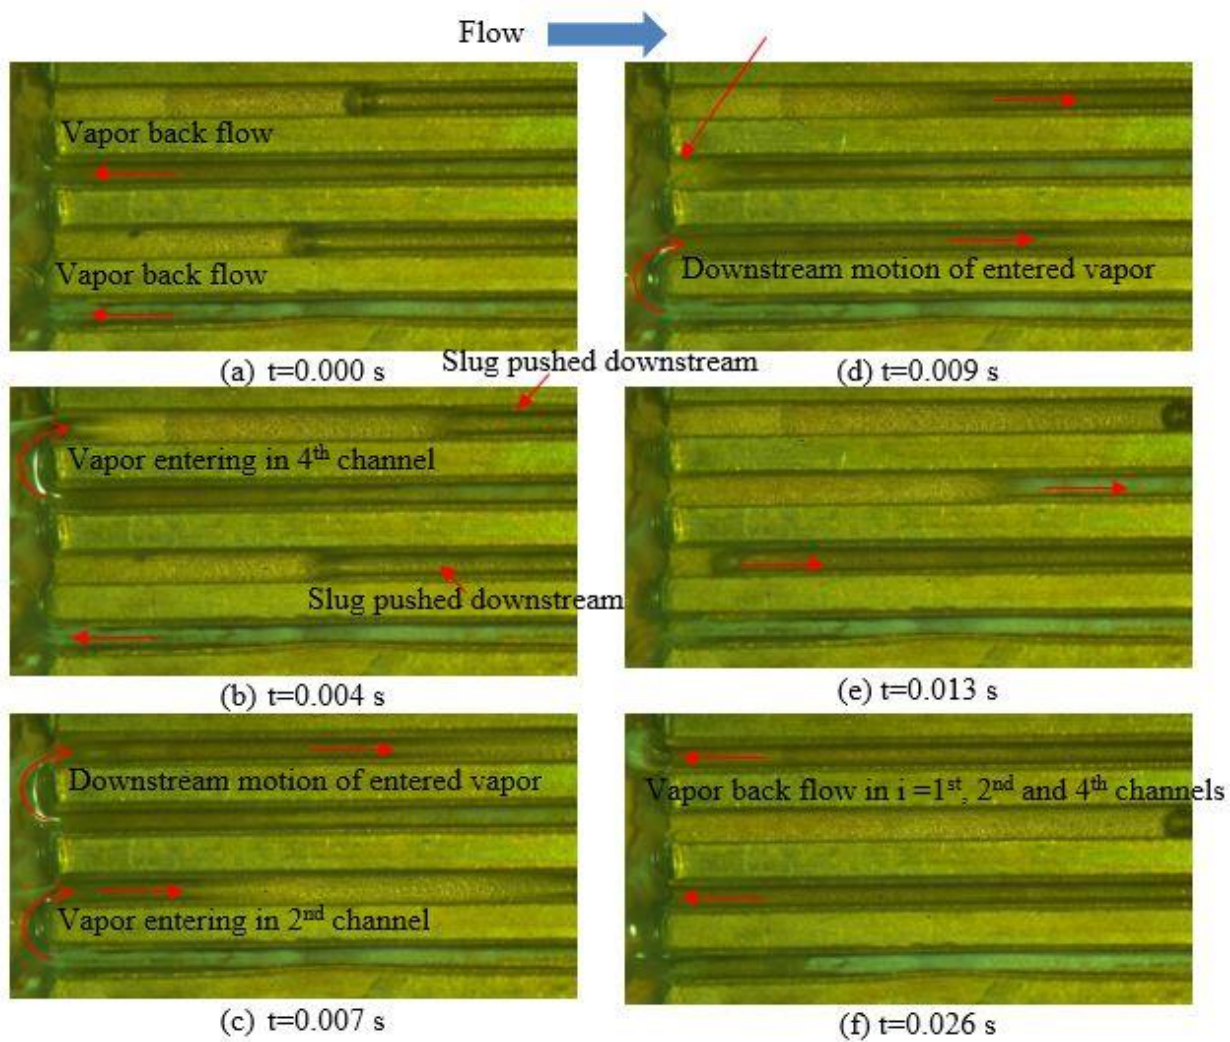 Flow
Vapor back flow
Vapor back flow
(a) t=0.000 s
Downstream motion of entered vapor
(d) t=0.009 s
Slug pushed downstream
Vapor entering in 4th channel
Slug pushed downstream
(b) t=0.004 s
(e) t=0.013 s
Downstream motion of entered vapor
Vapor entering in 2nd channel
(c) t=0.007 s
Vapor back flow in i =1st, 2nd and 4th channels
(f) t=0.026 s